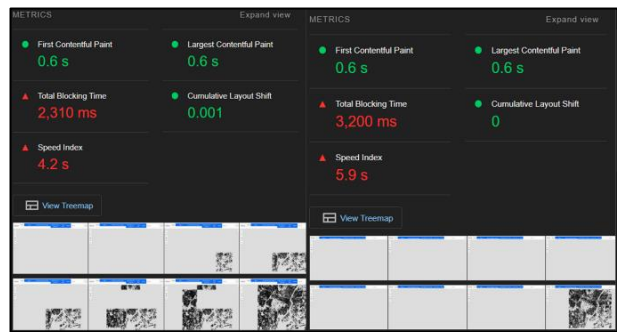 METRICS Expand view
First Contentful Paint
0.6 s
Largest Contentful Paint
0.6 s
Total Blocking Time
2,310 ms
Cumulative Layout Shift
0.001
Speed Index
4.2 s
View Treemap
METRICS Expand view
First Contentful Paint
0.6 s
Largest Contentful Paint
0.6 s
Total Blocking Time
3,200 ms
Cumulative Layout Shift
0
Speed Index
5.9 s
View Treemap